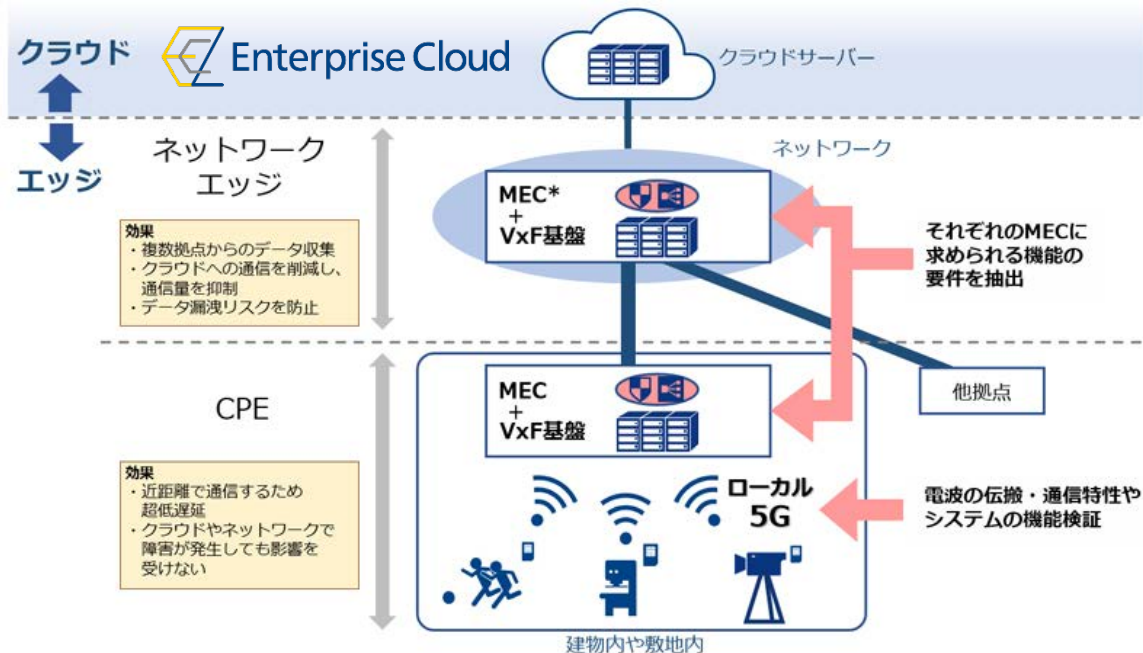 クラウド
Enterprise Cloud
クラウドサーバー
エッジ
ネットワーク
エッジ
ネットワーク
効果
・複数拠点からのデータ収集
・クラウドへの通信を削減し、
通信量を抑制
・データ漏洩リスクを防止
MEC*
+
VxF基盤
それぞれのMECに
求められる機能の
要件を抽出
CPE
MEC
+
VxF基盤
他拠点
効果
・近距離で通信するため
超低遅延
・クラウドやネットワークで
障害が発生しても影響を
受けない
ローカル
5G
電波の伝搬・通信特性や
システムの機能検証
建物内や敷地内